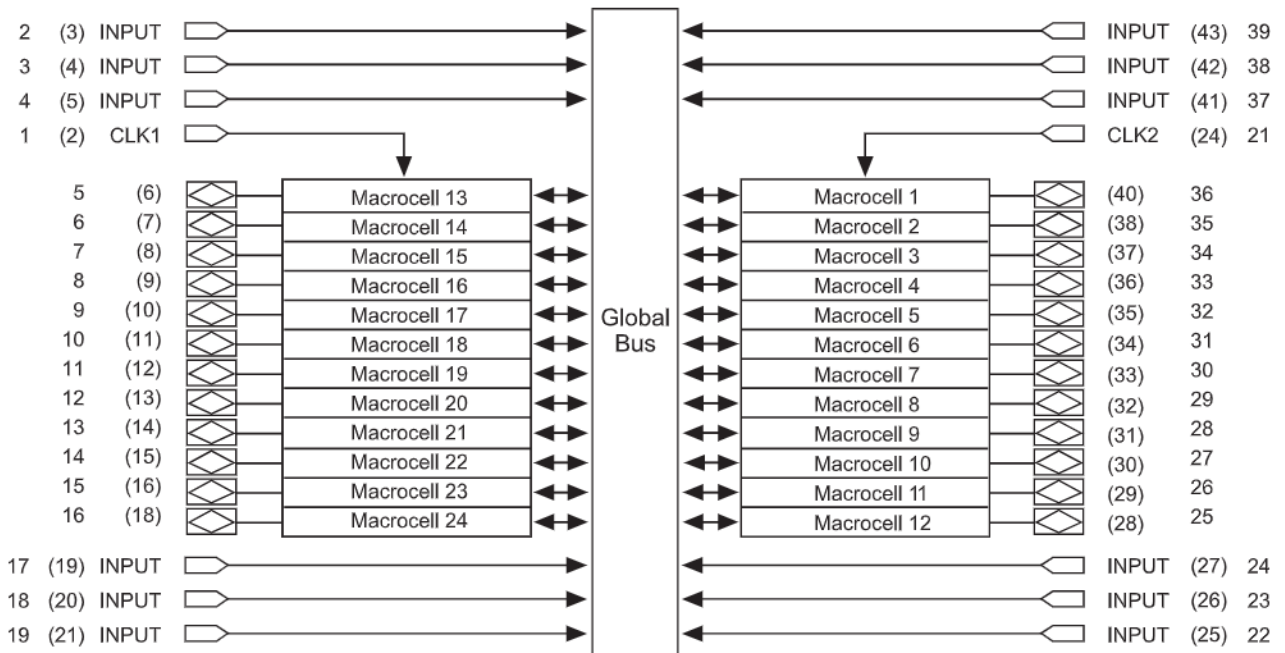 2 (3) INPUT INPUT (43) 39
3 (4) INPUT INPUT (42) 38
4 (5) INPUT INPUT (41) 37
1 (2) CLK1 CLK2 (24) 21
5 (6) Macrocell 13 Macrocell 1 (40) 36
6 (7) Macrocell 14 Macrocell 2 (38) 35
7 (8) Macrocell 15 Macrocell 3 (37) 34
8 (9) Macrocell 16 Macrocell 4 (36) 33
9 (10) Macrocell 17 Macrocell 5 (35) 32
Global
Bus
10 (11) Macrocell 18 Macrocell 6 (34) 31
11 (12) Macrocell 19 Macrocell 7 (33) 30
12 (13) Macrocell 20 Macrocell 8 (32) 29
13 (14) Macrocell 21 Macrocell 9 (31) 28
14 (15) Macrocell 22 Macrocell 10 (30) 27
15 (16) Macrocell 23 Macrocell 11 (29) 26
16 (18) Macrocell 24 Macrocell 12 (28) 25
17 (19) INPUT INPUT (27) 24
18 (20) INPUT INPUT (26) 23
19 (21) INPUT INPUT (25) 22